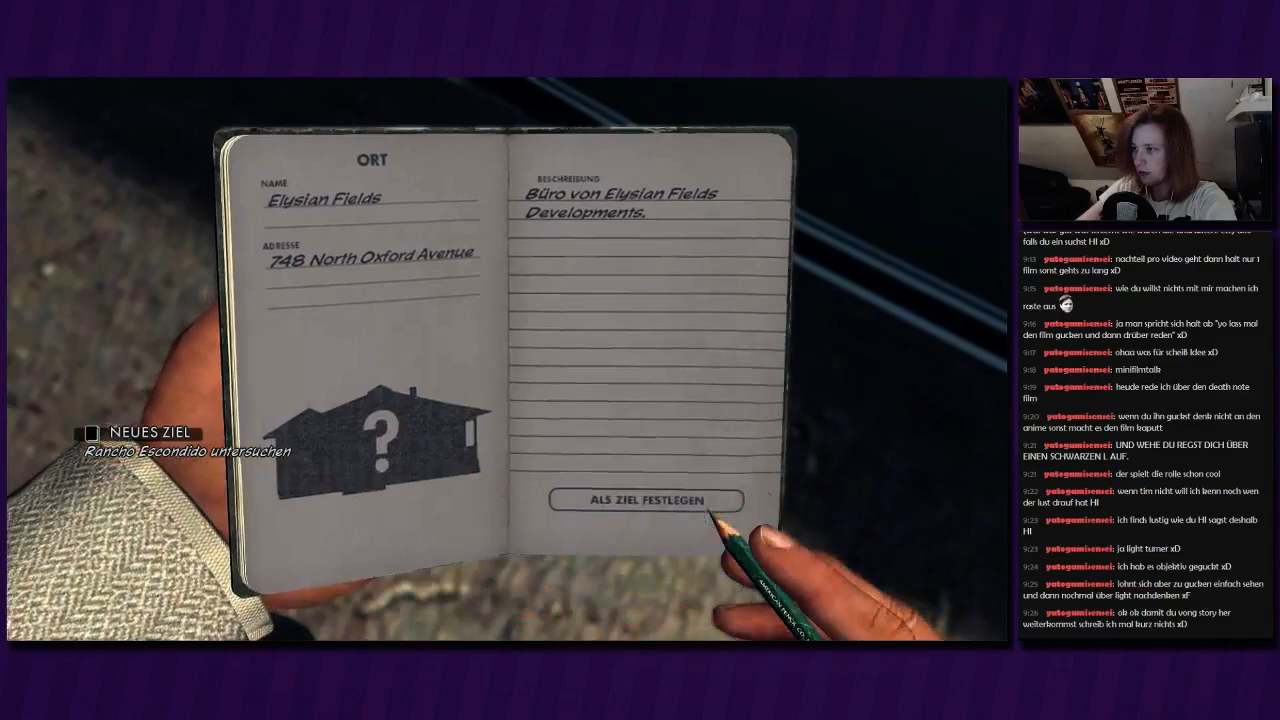 ORT
NAME
Elysian Fields
ADRESSE
748 North Oxford Avenue
?
BESCHREIBUNG
Büro von Elysian Fields
Developments.
ALS ZIEL FESTLEGEN
NEUES ZIEL
Rancho Escondido untersuchen
AMERICAN PENCIL CO.
falls du ein suchst HI xD
9:13 yatogamisensei: nachteil pro video geht dann halt nur 1
film sonst gehts zu lang xD
9:15 yatogamisensei: wie du willst nichts mit mir machen ich
raste aus
9:16 yatogamisensei: ja man spricht sich halt ab "yo lass mal
den film gucken und dann drüber reden" xD
9:17 yatogamisensei: ohaa was für scheiß Idee xD
9:18 yatogamisensei: minifilmtalk
9:19 yatogamisensei: heude rede ich über den death note
film
9:20 yatogamisensei: wenn du ihn guckst denk nicht an den
anime sonst macht es den film kaputt
9:21 yatogamisensei: UND WEHE DU REGST DICH ÜBER
EINEN SCHWARZEN L AUF.
9:21 yatogamisensei: der spielt die rolle schon cool
9:22 yatogamisensei: wenn tim nicht will ich kenn noch wen
der lust drauf hat HI
9:23 yatogamisensei: ich finds lustig wie du HI sagst deshalb
HI
9:23 yatogamisensei: ja light turner xD
9:24 yatogamisensei: ich hab es objektiv geguckt xD
9:25 yatogamisensei: lohnt sich aber zu gucken einfach sehen
und dann nochmal über light nachdenken xF
9:26 yatogamisensei: ok ok damit du vong story her
weiterkommst schreib ich mal kurz nichts xD